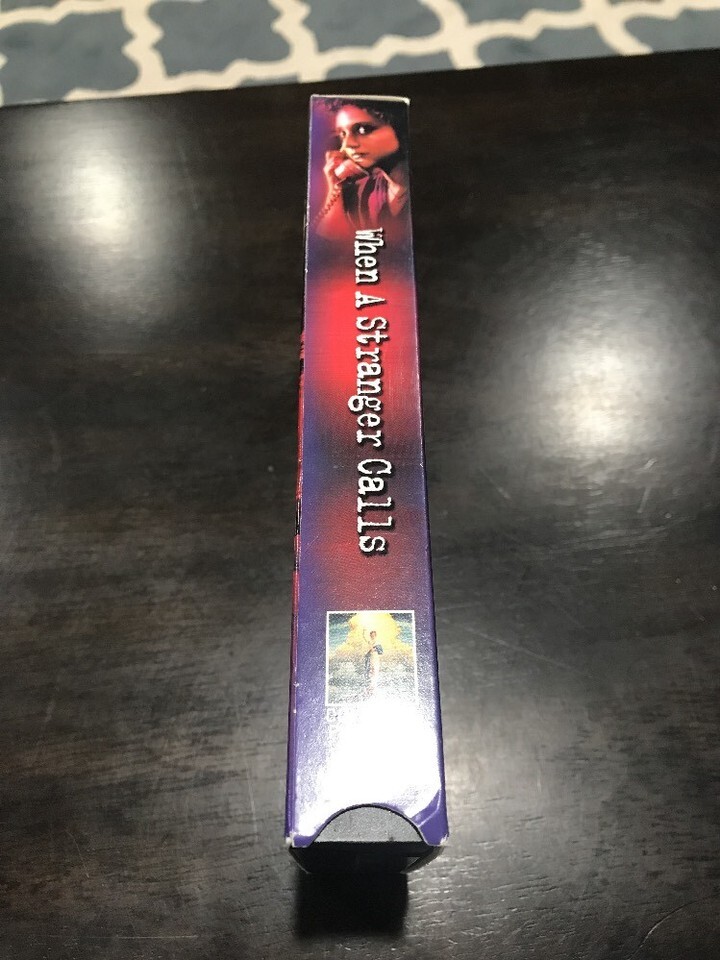 When A Stranger Calls